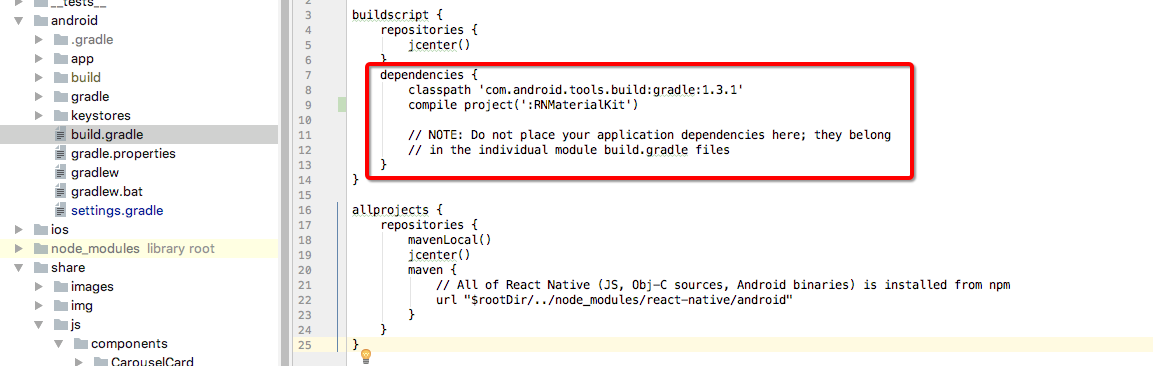 __tests__
android
.gradle
app
build
gradle
keystores
build.gradle
gradle.properties
gradlew
gradlew.bat
settings.gradle
ios
node_modules library root
share
images
img
js
components
CarouselCard
2
3 buildscript {
4 repositories {
5 jcenter()
6 }
7 dependencies {
8 classpath 'com.android.tools.build:gradle:1.3.1'
9 compile project(':RNMaterialKit')
10
11 // NOTE: Do not place your application dependencies here; they belong
12 // in the individual module build.gradle files
13 }
14 }
15
16 allprojects {
17 repositories {
18 mavenLocal()
19 jcenter()
20 maven {
21 // All of React Native (JS, Obj-C sources, Android binaries) is installed from npm
22 url "$rootDir/../node_modules/react-native/android"
23 }
24 }
25 }